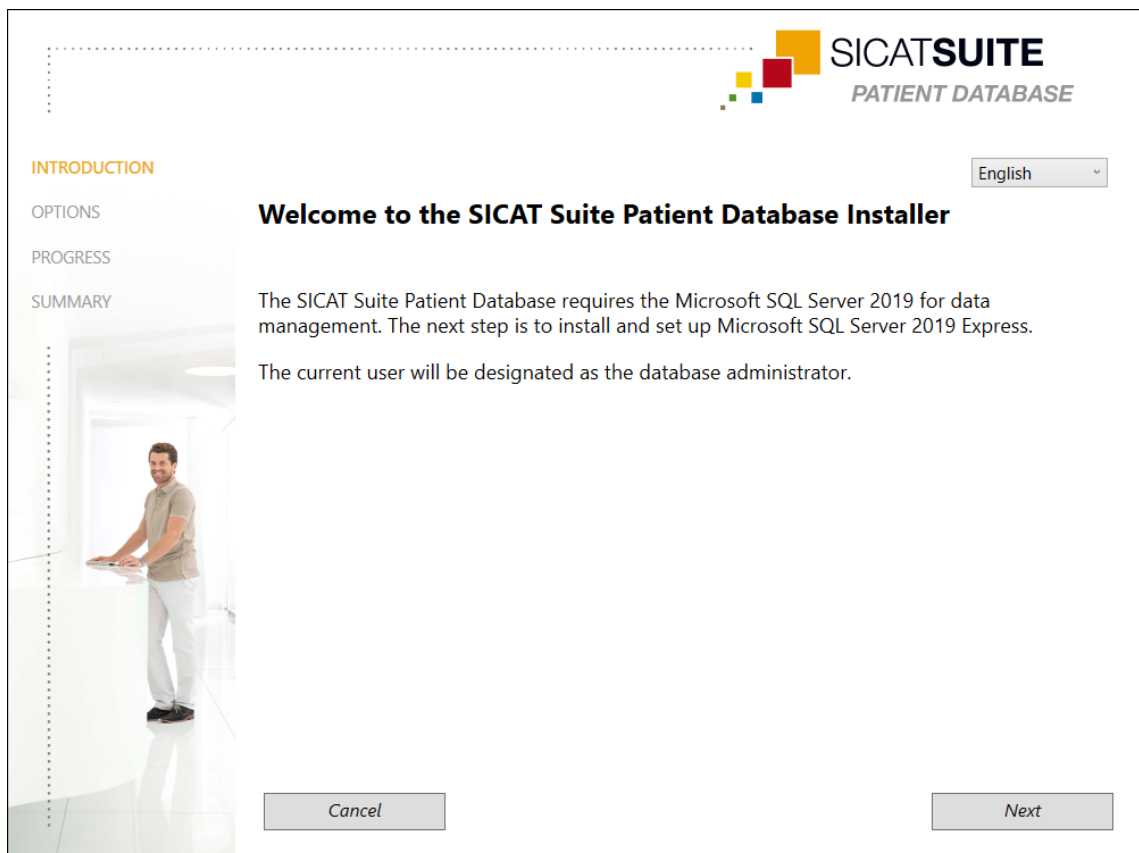 SICATSUITE
PATIENT DATABASE
INTRODUCTION
English
OPTIONS
Welcome to the SICAT Suite Patient Database Installer
PROGRESS
SUMMARY
The SICAT Suite Patient Database requires the Microsoft SQL Server 2019 for data
management. The next step is to install and set up Microsoft SQL Server 2019 Express.
The current user will be designated as the database administrator.
Cancel
Next